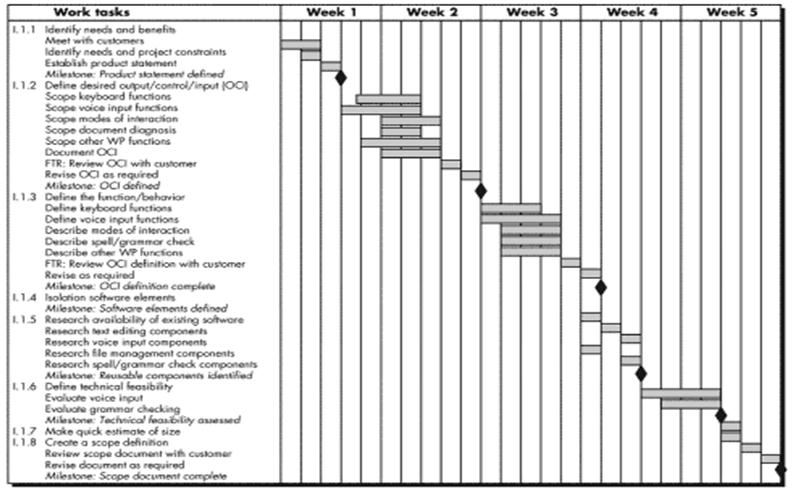 Work tasks Week 1 Week 2 Week 3 Week 4 Week 5
I.1.1 Identify needs and benefits
Meet with customers
Identify needs and project constraints
Establish product statement
Milestone: Product statement defined
I.1.2 Define desired output/control/input (OCI)
Scope keyboard functions
Scope voice input functions
Scope modes of interaction
Scope document diagnosis
Scope other WP functions
Document OCI
FTR: Review OCI with customer
Revise OCI as required
Milestone: OCI defined
I.1.3 Define the function/behavior
Define keyboard functions
Define voice input functions
Describe modes of interaction
Describe spell/grammar check
Describe other WP functions
FTR: Review OCI definition with customer
Revise as required
Milestone: OCI definition complete
I.1.4 Isolation software elements
Milestone: Software elements defined
I.1.5 Research availability of existing software
Research text editing components
Research voice input components
Research file management components
Research spell/grammar check components
Milestone: Reusable components identified
I.1.6 Define technical feasibility
Evaluate voice input
Evaluate grammar checking
Milestone: Technical feasibility assessed
I.1.7 Make quick estimate of size
I.1.8 Create a scope definition
Review scope document with customer
Revise document as required
Milestone: Scope document complete